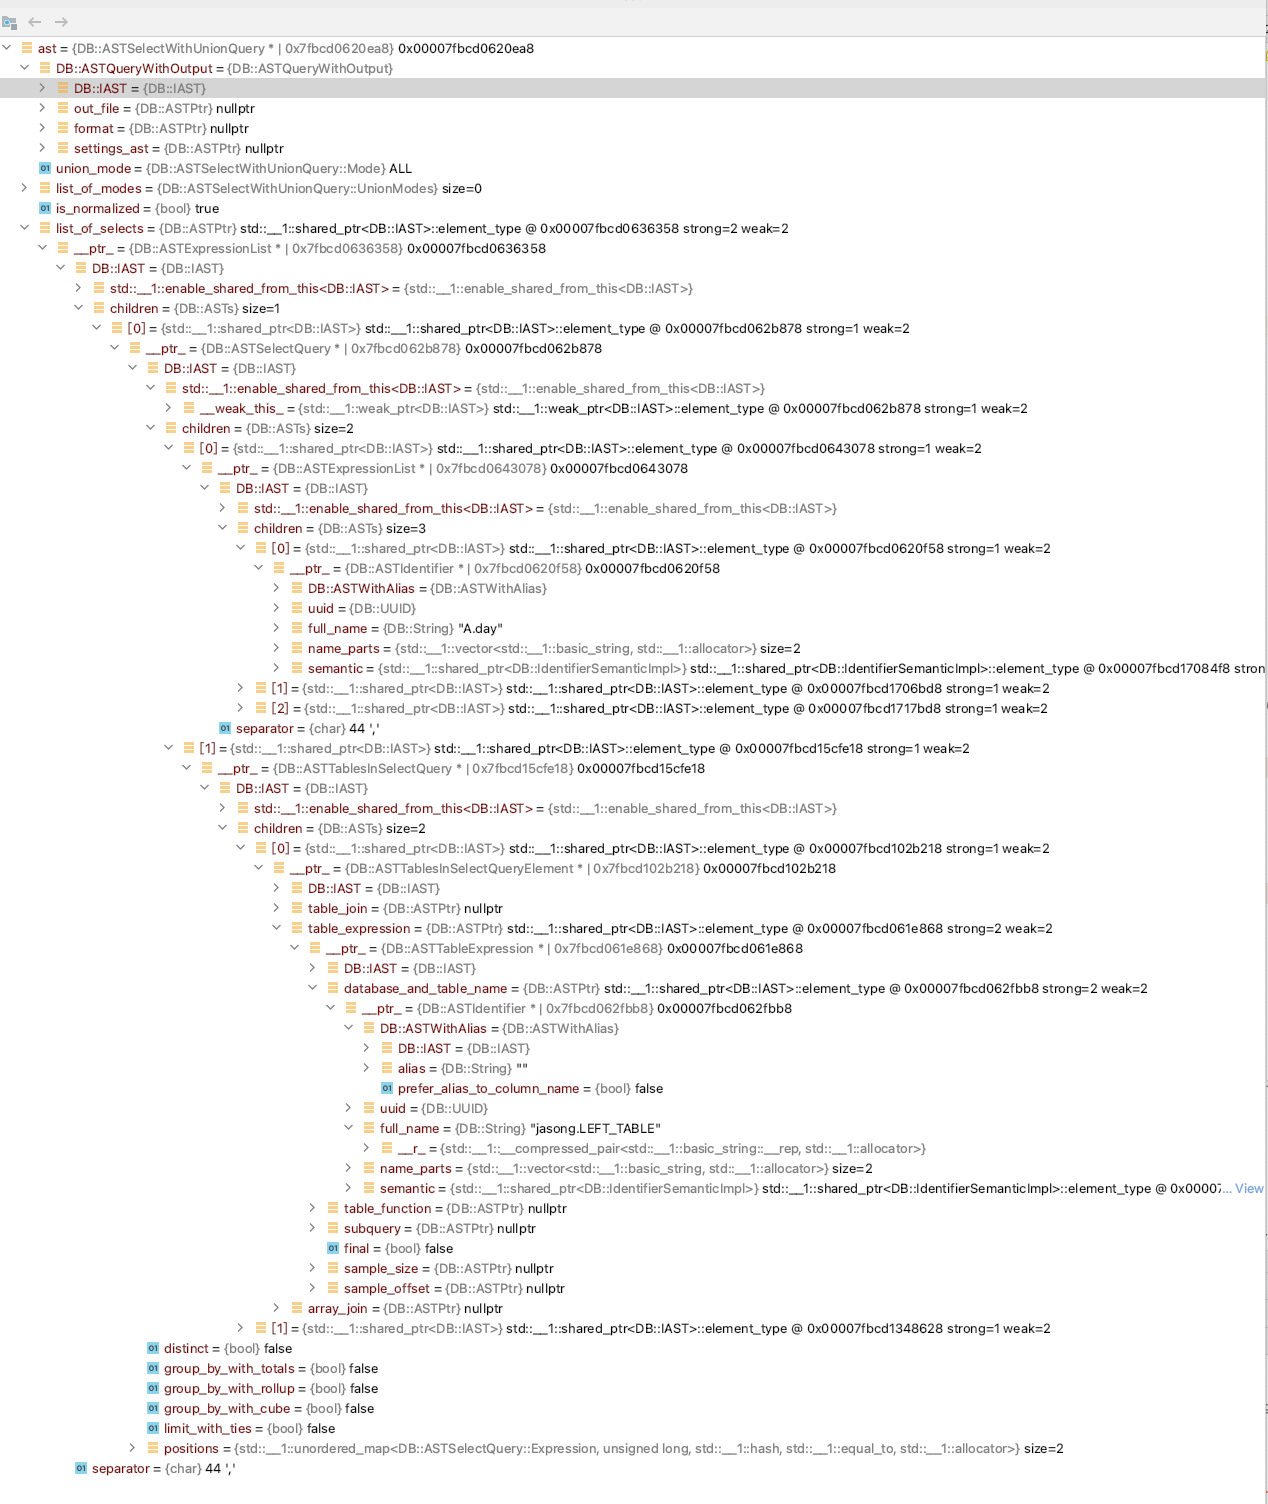 ast = {DB::ASTSelectWithUnionQuery * | 0x7fbcd0620ea8} 0x00007fbcd0620ea8
DB::ASTQueryWithOutput = {DB::ASTQueryWithOutput}
DB::IAST = {DB::IAST}
out_file = {DB::ASTPtr} nullptr
format = {DB::ASTPtr} nullptr
settings_ast = {DB::ASTPtr} nullptr
01 union_mode = {DB::ASTSelectWithUnionQuery::Mode} ALL
list_of_modes = {DB::ASTSelectWithUnionQuery::UnionModes} size=0
01 is_normalized = {bool} true
list_of_selects = {DB::ASTPtr} std::__1::shared_ptr<DB::IAST>::element_type @ 0x00007fbcd0636358 strong=2 weak=2
__ptr_ = {DB::ASTExpressionList * | 0x7fbcd0636358} 0x00007fbcd0636358
DB::IAST = {DB::IAST}
std::__1::enable_shared_from_this<DB::IAST> = {std::__1::enable_shared_from_this<DB::IAST>}
children = {DB::ASTs} size=1
[0] = {std::__1::shared_ptr<DB::IAST>} std::__1::shared_ptr<DB::IAST>::element_type @ 0x00007fbcd062b878 strong=1 weak=2
__ptr_ = {DB::ASTSelectQuery * | 0x7fbcd062b878} 0x00007fbcd062b878
DB::IAST = {DB::IAST}
std::__1::enable_shared_from_this<DB::IAST> = {std::__1::enable_shared_from_this<DB::IAST>}
__weak_this_ = {std::__1::weak_ptr<DB::IAST>} std::__1::weak_ptr<DB::IAST>::element_type @ 0x00007fbcd062b878 strong=1 weak=2
children = {DB::ASTs} size=2
[0] = {std::__1::shared_ptr<DB::IAST>} std::__1::shared_ptr<DB::IAST>::element_type @ 0x00007fbcd0643078 strong=1 weak=2
__ptr_ = {DB::ASTExpressionList * | 0x7fbcd0643078} 0x00007fbcd0643078
DB::IAST = {DB::IAST}
std::__1::enable_shared_from_this<DB::IAST> = {std::__1::enable_shared_from_this<DB::IAST>}
children = {DB::ASTs} size=3
[0] = {std::__1::shared_ptr<DB::IAST>} std::__1::shared_ptr<DB::IAST>::element_type @ 0x00007fbcd0620f58 strong=1 weak=2
__ptr_ = {DB::ASTIdentifier * | 0x7fbcd0620f58} 0x00007fbcd0620f58
DB::ASTWithAlias = {DB::ASTWithAlias}
uuid = {DB::UUID}
full_name = {DB::String} "A.day"
name_parts = {std::__1::vector<std::__1::basic_string, std::__1::allocator>} size=2
semantic = {std::__1::shared_ptr<DB::IdentifierSemanticImpl>} std::__1::shared_ptr<DB::IdentifierSemanticImpl>::element_type @ 0x00007fbcd17084f8 stron
[1] = {std::__1::shared_ptr<DB::IAST>} std::__1::shared_ptr<DB::IAST>::element_type @ 0x00007fbcd1706bd8 strong=1 weak=2
[2] = {std::__1::shared_ptr<DB::IAST>} std::__1::shared_ptr<DB::IAST>::element_type @ 0x00007fbcd1717bd8 strong=1 weak=2
01 separator = {char} 44 ','
[1] = {std::__1::shared_ptr<DB::IAST>} std::__1::shared_ptr<DB::IAST>::element_type @ 0x00007fbcd15cfe18 strong=1 weak=2
__ptr_ = {DB::ASTTablesInSelectQuery * | 0x7fbcd15cfe18} 0x00007fbcd15cfe18
DB::IAST = {DB::IAST}
std::__1::enable_shared_from_this<DB::IAST> = {std::__1::enable_shared_from_this<DB::IAST>}
children = {DB::ASTs} size=2
[0] = {std::__1::shared_ptr<DB::IAST>} std::__1::shared_ptr<DB::IAST>::element_type @ 0x00007fbcd102b218 strong=1 weak=2
__ptr_ = {DB::ASTTablesInSelectQueryElement * | 0x7fbcd102b218} 0x00007fbcd102b218
DB::IAST = {DB::IAST}
table_join = {DB::ASTPtr} nullptr
table_expression = {DB::ASTPtr} std::__1::shared_ptr<DB::IAST>::element_type @ 0x00007fbcd061e868 strong=2 weak=2
__ptr_ = {DB::ASTTableExpression * | 0x7fbcd061e868} 0x00007fbcd061e868
DB::IAST = {DB::IAST}
database_and_table_name = {DB::ASTPtr} std::__1::shared_ptr<DB::IAST>::element_type @ 0x00007fbcd062fbb8 strong=2 weak=2
__ptr_ = {DB::ASTIdentifier * | 0x7fbcd062fbb8} 0x00007fbcd062fbb8
DB::ASTWithAlias = {DB::ASTWithAlias}
DB::IAST = {DB::IAST}
alias = {DB::String} ""
01 prefer_alias_to_column_name = {bool} false
uuid = {DB::UUID}
full_name = {DB::String} "jasong.LEFT_TABLE"
__r_ = {std::__1::__compressed_pair<std::__1::basic_string::__rep, std::__1::allocator>}
name_parts = {std::__1::vector<std::__1::basic_string, std::__1::allocator>} size=2
semantic = {std::__1::shared_ptr<DB::IdentifierSemanticImpl>} std::__1::shared_ptr<DB::IdentifierSemanticImpl>::element_type @ 0x00007... View
table_function = {DB::ASTPtr} nullptr
subquery = {DB::ASTPtr} nullptr
01 final = {bool} false
sample_size = {DB::ASTPtr} nullptr
sample_offset = {DB::ASTPtr} nullptr
array_join = {DB::ASTPtr} nullptr
[1] = {std::__1::shared_ptr<DB::IAST>} std::__1::shared_ptr<DB::IAST>::element_type @ 0x00007fbcd1348628 strong=1 weak=2
01 distinct = {bool} false
01 group_by_with_totals = {bool} false
01 group_by_with_rollup = {bool} false
01 group_by_with_cube = {bool} false
01 limit_with_ties = {bool} false
positions = {std::__1::unordered_map<DB::ASTSelectQuery::Expression, unsigned long, std::__1::hash, std::__1::equal_to, std::__1::allocator>} size=2
01 separator = {char} 44 ','